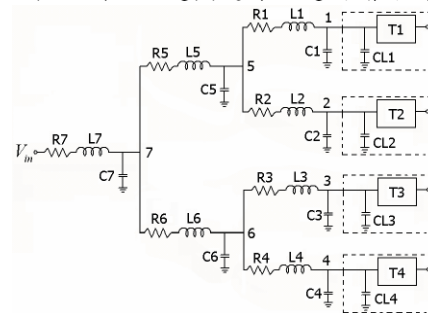 R1 L1 1 T1
C1 CL1
R5 L5 5
C5
R2 L2 2 T2
C2 CL2
Vin R7 L7 7
C7
R3 L3 3 T3
C3 CL3
R6 L6 6
C6
R4 L4 4 T4
C4 CL4